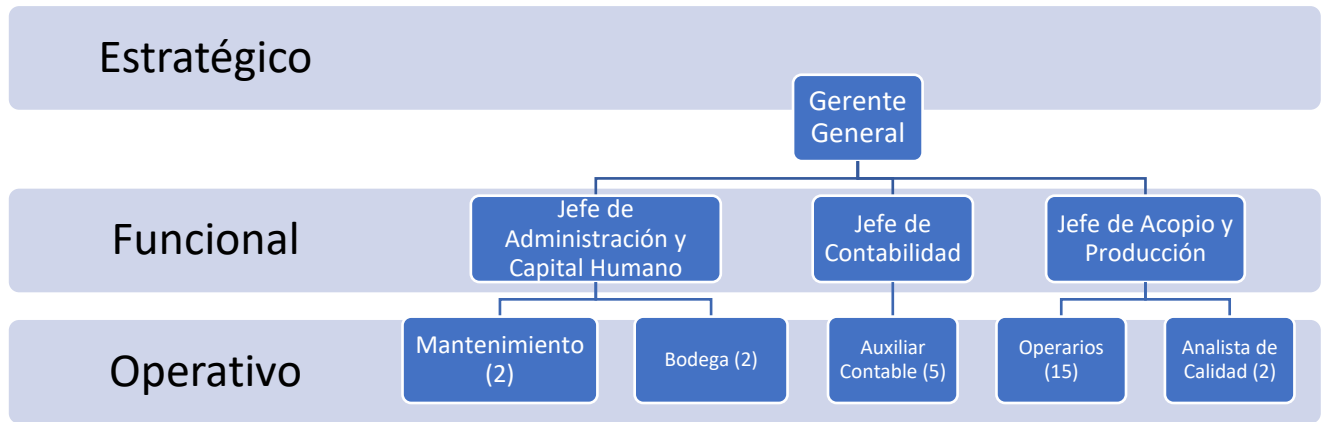 Estratégico
Gerente
General
Funcional
Jefe de
Administración y
Capital Humano
Jefe de
Contabilidad
Jefe de Acopio y
Producción
Operativo
Mantenimiento
(2)
Bodega (2)
Auxiliar
Contable (5)
Operarios
(15)
Analista de
Calidad (2)